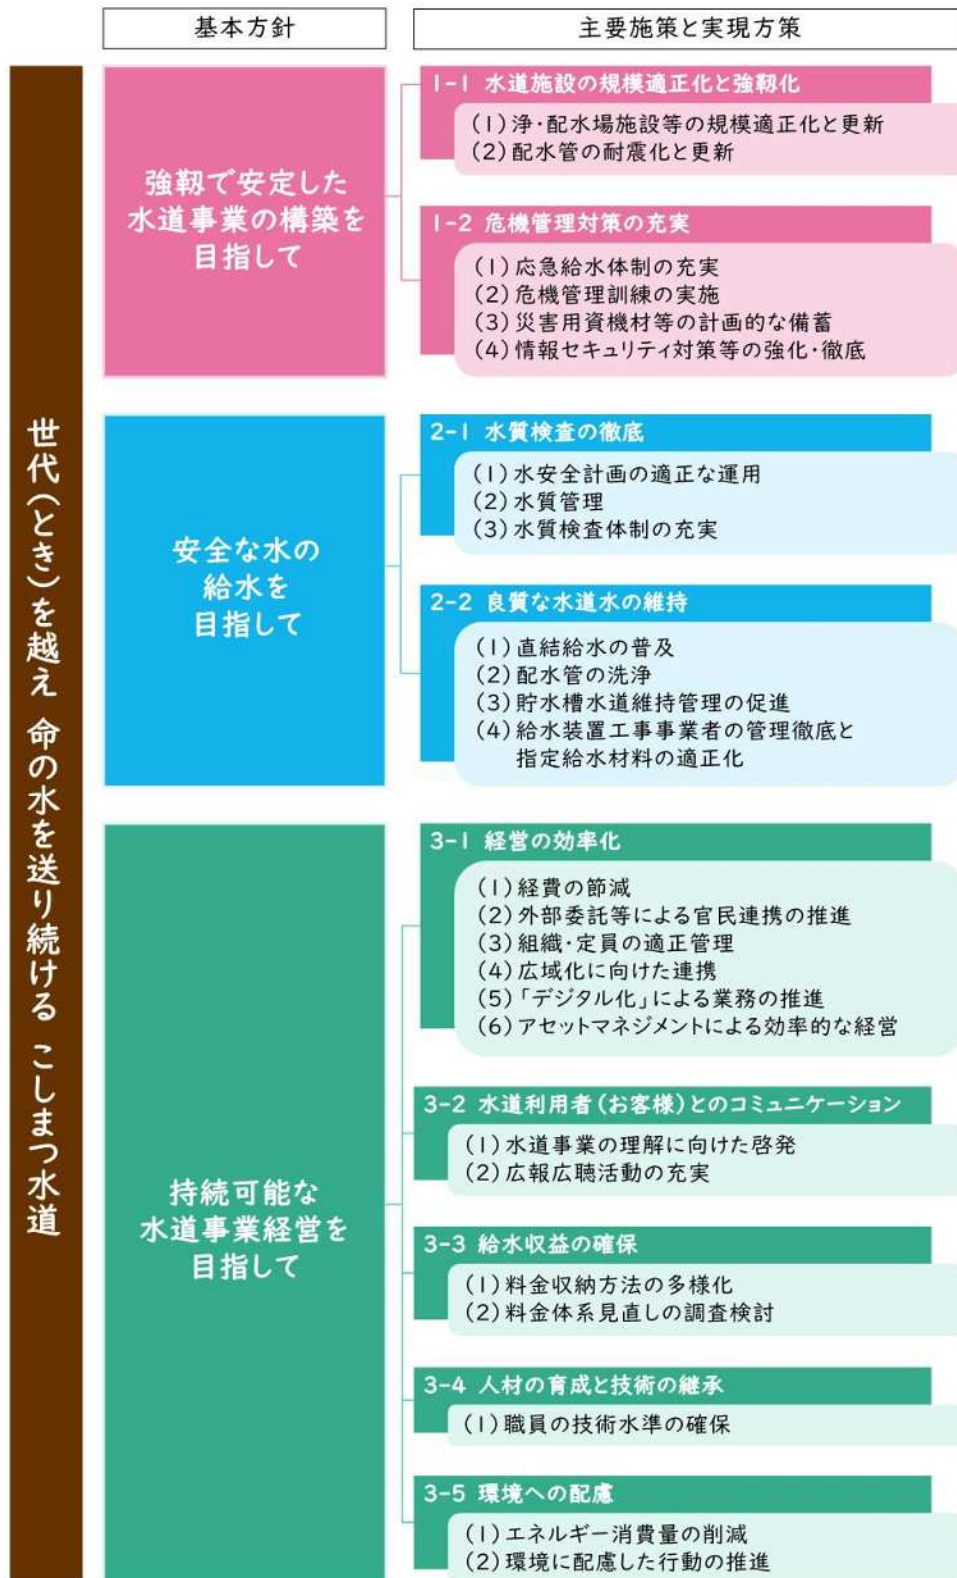 基本方針
主要施策と実現方策
世代(とき)を越え 命の水を送り続ける こしまつ水道
強靱で安定した
水道事業の構築を
目指して
1-1 水道施設の規模適正化と強靱化
(1)浄・配水場施設等の規模適正化と更新
(2)配水管の耐震化と更新
1-2 危機管理対策の充実
(1)応急給水体制の充実
(2)危機管理訓練の実施
(3)災害用資機材等の計画的な備蓄
(4)情報セキュリティ対策等の強化・徹底
安全な水の
給水を
目指して
2-1 水質検査の徹底
(1)水安全計画の適正な運用
(2)水質管理
(3)水質検査体制の充実
2-2 良質な水道水の維持
(1)直結給水の普及
(2)配水管の洗浄
(3)貯水槽水道維持管理の促進
(4)給水装置工事事業者の管理徹底と
指定給水材料の適正化
持続可能な
水道事業経営を
目指して
3-1 経営の効率化
(1)経費の節減
(2)外部委託等による官民連携の推進
(3)組織・定員の適正管理
(4)広域化に向けた連携
(5)「デジタル化」による業務の推進
(6)アセットマネジメントによる効率的な経営
3-2 水道利用者(お客様)とのコミュニケーション
(1)水道事業の理解に向けた啓発
(2)広報広聴活動の充実
3-3 給水収益の確保
(1)料金収納方法の多様化
(2)料金体系見直しの調査検討
3-4 人材の育成と技術の継承
(1)職員の技術水準の確保
3-5 環境への配慮
(1)エネルギー消費量の削減
(2)環境に配慮した行動の推進